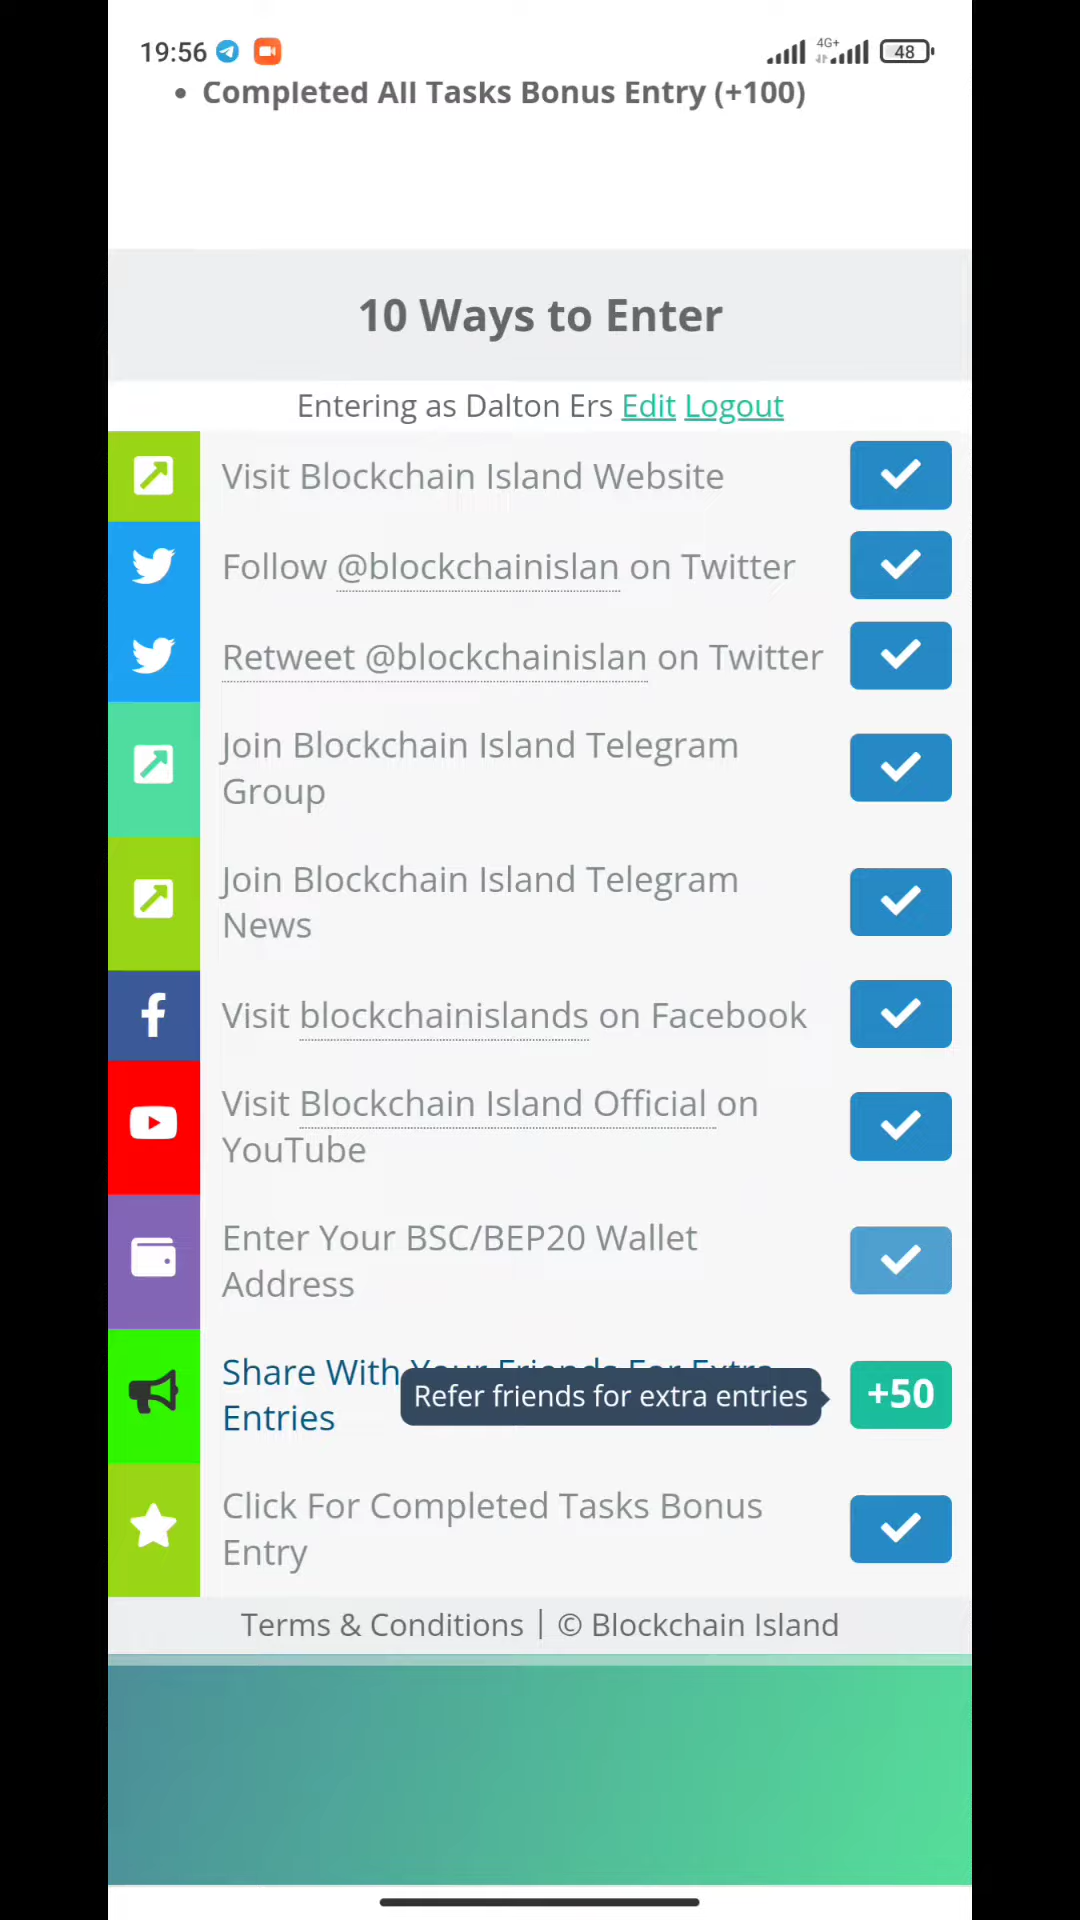 19:56
4G+
48
• Completed All Tasks Bonus Entry (+100)
10 Ways to Enter
Entering as Dalton Ers Edit Logout
Visit Blockchain Island Website
Follow @blockchainislan on Twitter
Retweet @blockchainislan on Twitter
Join Blockchain Island Telegram
Group
Join Blockchain Island Telegram
News
Visit blockchainislands on Facebook
Visit Blockchain Island Official on
YouTube
Enter Your BSC/BEP20 Wallet
Address
Share With Your Friends For Extra
Entries
Refer friends for extra entries
+50
Click For Completed Tasks Bonus
Entry
Terms & Conditions | © Blockchain Island